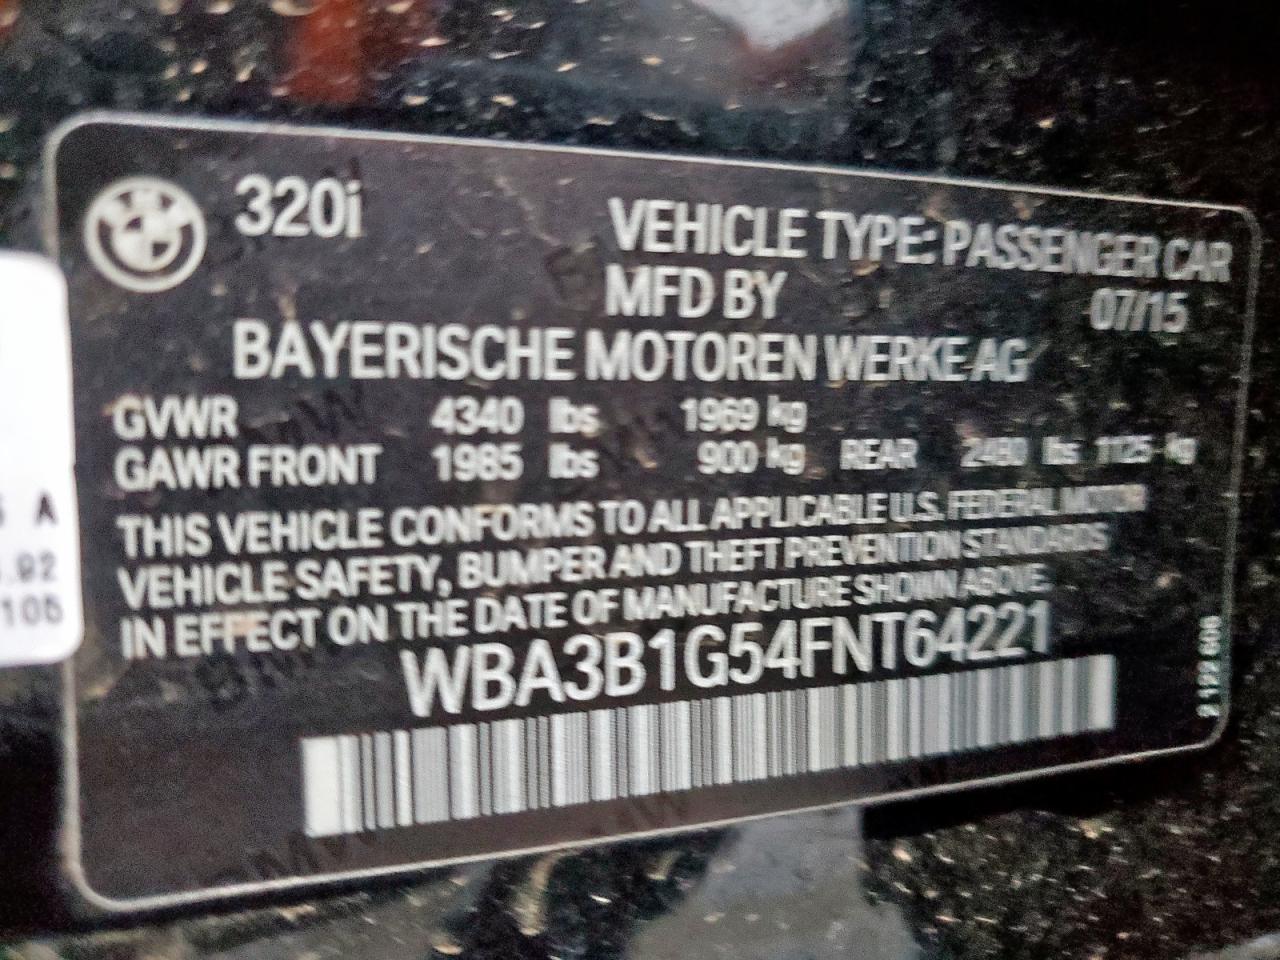 320i
VEHICLE TYPE: PASSENGER CAR
MFD BY 07/15
BAYERISCHE MOTOREN WERKE AG
GVWR 4340 lbs 1969 kg
GAWR FRONT 1985 lbs 900 kg REAR 2480 lbs 1125 kg
THIS VEHICLE CONFORMS TO ALL APPLICABLE U.S. FEDERAL MOTOR
VEHICLE SAFETY, BUMPER AND THEFT PREVENTION STANDARDS
IN EFFECT ON THE DATE OF MANUFACTURE SHOWN ABOVE.
WBA3B1G54FNT64221
A
.92
105